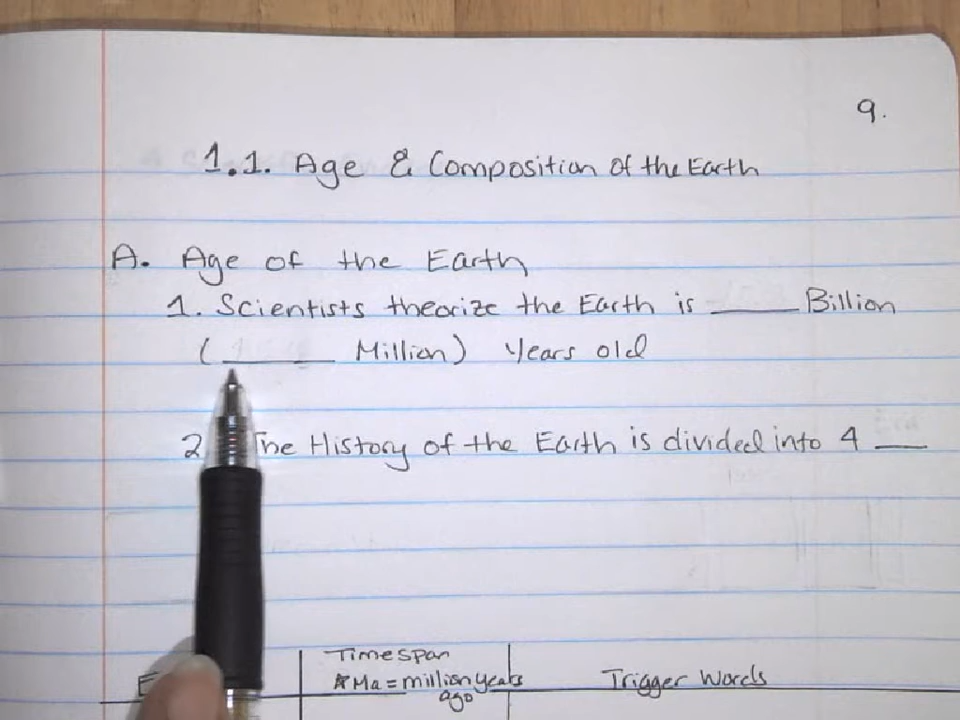 9.
1.1. Age & Composition of the Earth
A. Age of the Earth
1. Scientists theorize the Earth is ____ Billion
(____ Million) years old
2 The History of the Earth is divided into 4 ___
Timespan
*Ma = million years ago
Trigger Words